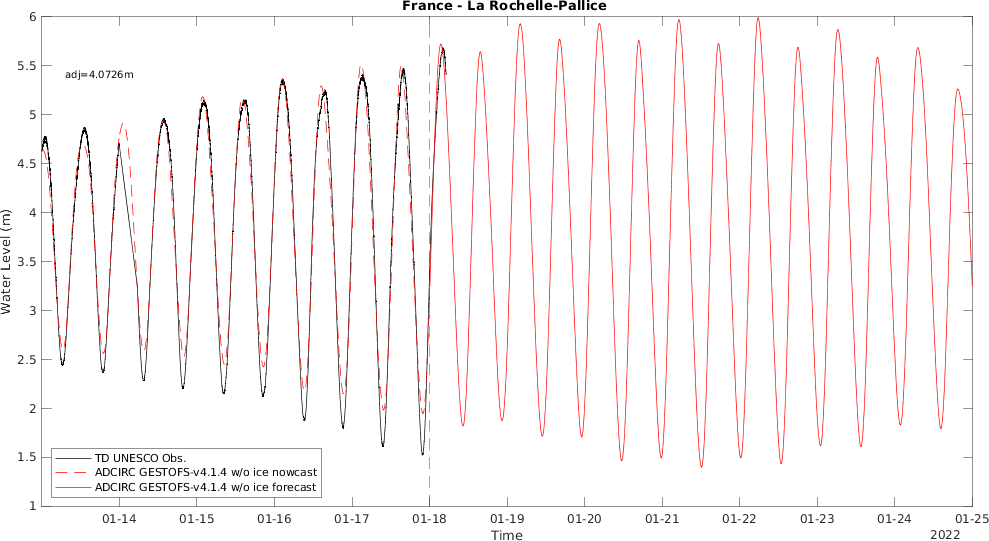 France - La Rochelle-Pallice
adj=4.0726m
Water Level (m)
6
5.5
5
4.5
4
3.5
3
2.5
2
1.5
1
TD UNESCO Obs.
ADCIRC GESTOFS-v4.1.4 w/o ice nowcast
ADCIRC GESTOFS-v4.1.4 w/o ice forecast
01-14 01-15 01-16 01-17 01-18 01-19 01-20 01-21 01-22 01-23 01-24 01-25
Time
2022